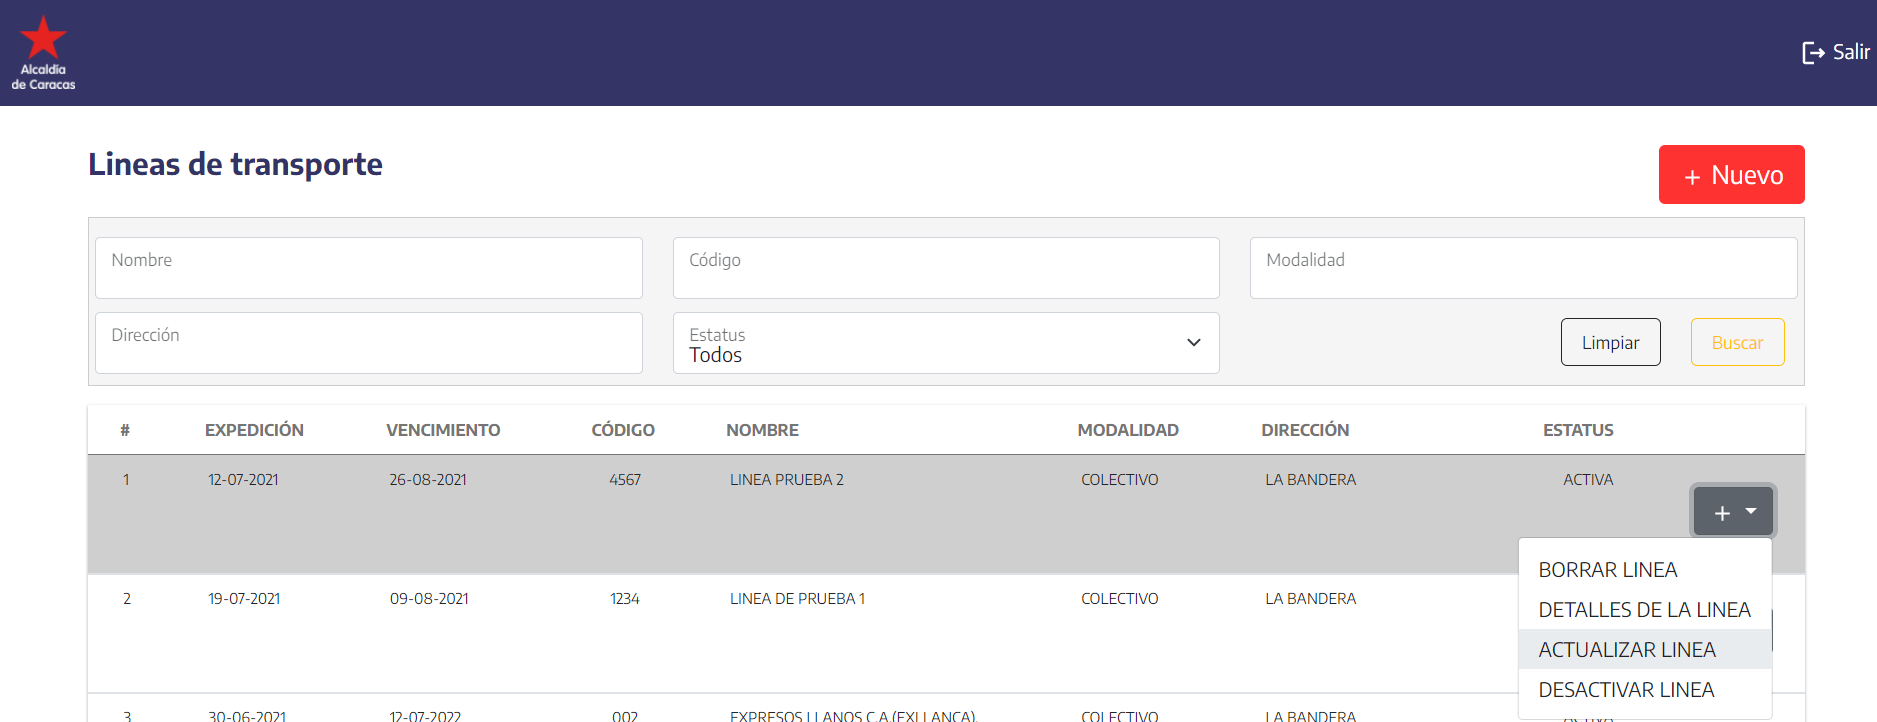 Alcaldía
de Caracas
Salir
Lineas de transporte
+ Nuevo
Nombre
Código
Modalidad
Dirección
Estatus
Todos
Limpiar
Buscar
# EXPEDICIÓN VENCIMIENTO CÓDIGO NOMBRE MODALIDAD DIRECCIÓN ESTATUS
1 12-07-2021 26-08-2021 4567 LINEA PRUEBA 2 COLECTIVO LA BANDERA ACTIVA
+
BORRAR LINEA
DETALLES DE LA LINEA
ACTUALIZAR LINEA
DESACTIVAR LINEA
2 19-07-2021 09-08-2021 1234 LINEA DE PRUEBA 1 COLECTIVO LA BANDERA
3 30-06-2021 12-07-2022 002 EXPRESOS LLANOS C.A.(EXLLANCA). COLECTIVO LA BANDERA